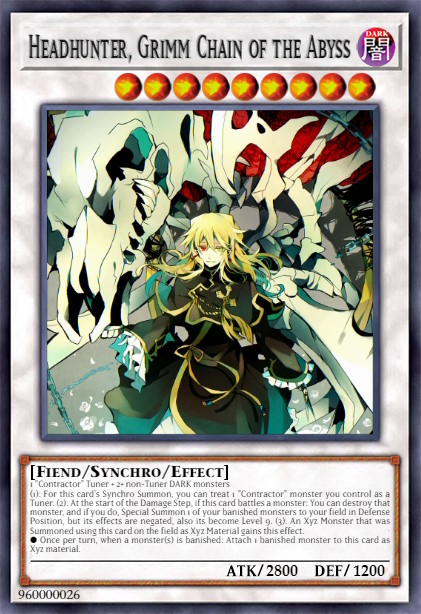 Headhunter, Grimm Chain of the Abyss
DARK
闇
[Fiend/Synchro/Effect]
1 "Contractor" Tuner + 2+ non-Tuner DARK monsters
(1): For this card's Synchro Summon, you can treat 1 "Contractor" monster you control as a
Tuner. (2): At the start of the Damage Step, if this card battles a monster: You can destroy that
monster, and if you do, Special Summon 1 of your banished monsters to your field in Defense
Position, but its effects are negated, also its become Level 9. (3): An Xyz Monster that was
Summoned using this card on the field as Xyz Material gains this effect.
● Once per turn, when a monster(s) is banished: Attach 1 banished monster to this card as
Xyz material.
ATK/2800 DEF/1200
960000026